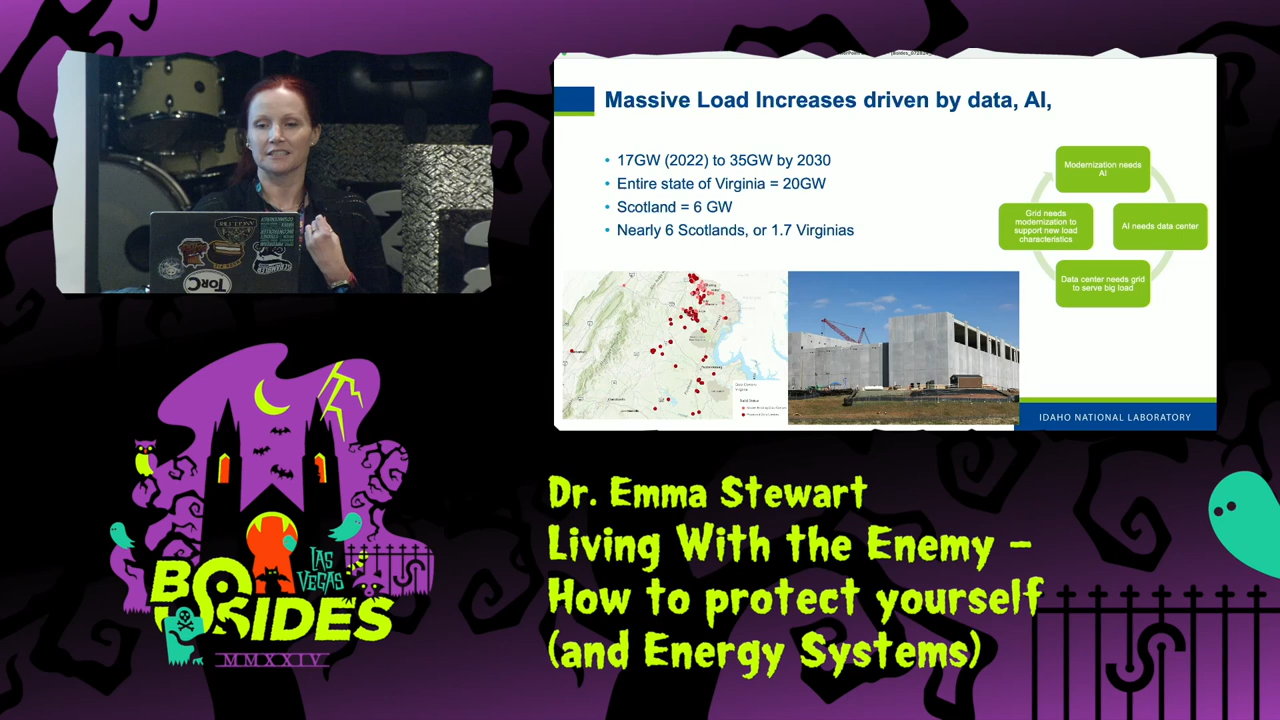 Massive Load Increases driven by data, AI,
17GW (2022) to 35GW by 2030
Entire state of Virginia = 20GW
Scotland = 6 GW
Nearly 6 Scotlands, or 1.7 Virginias
Modernization needs
AI
AI needs data center
Data center needs grid
to serve big load
Grid needs
modernization to
support new load
characteristics
IDAHO NATIONAL LABORATORY
TorC
LAS
VEGAS
BSIDES
MMXXIV
Dr. Emma Stewart
Living With the Enemy –
How to protect yourself
(and Energy Systems)